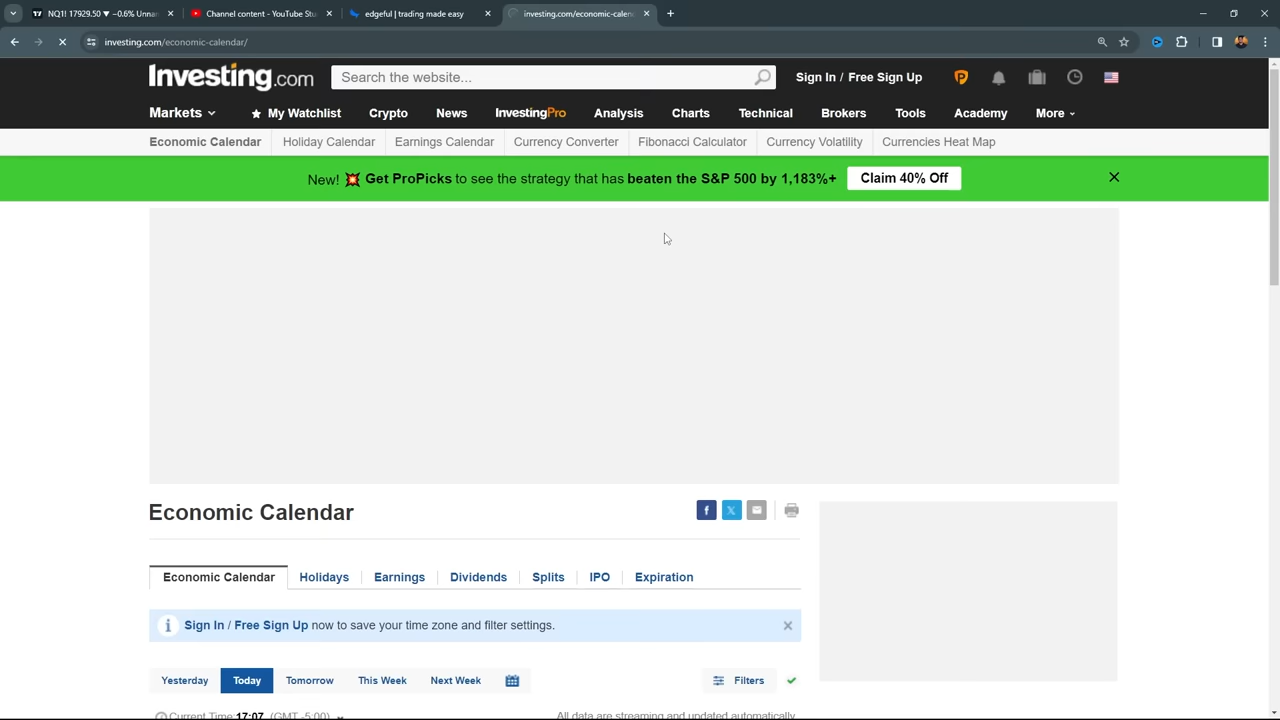 NQ1! 17929.50 ▼ −0.6% Unna
Channel content - YouTube Stu
edgeful | trading made easy
investing.com/economic-calen
investing.com/economic-calendar/
Investing.com
Search the website...
Sign In / Free Sign Up
Markets
My Watchlist
Crypto
News
InvestingPro
Analysis
Charts
Technical
Brokers
Tools
Academy
More
Economic Calendar
Holiday Calendar
Earnings Calendar
Currency Converter
Fibonacci Calculator
Currency Volatility
Currencies Heat Map
New! 💥 Get ProPicks to see the strategy that has beaten the S&P 500 by 1,183%+
Claim 40% Off
Economic Calendar
Economic Calendar
Holidays
Earnings
Dividends
Splits
IPO
Expiration
Sign In / Free Sign Up now to save your time zone and filter settings.
Yesterday
Today
Tomorrow
This Week
Next Week
Filters
Current Time: 17:07 (GMT -5:00)
All data are streaming and updated automatically.